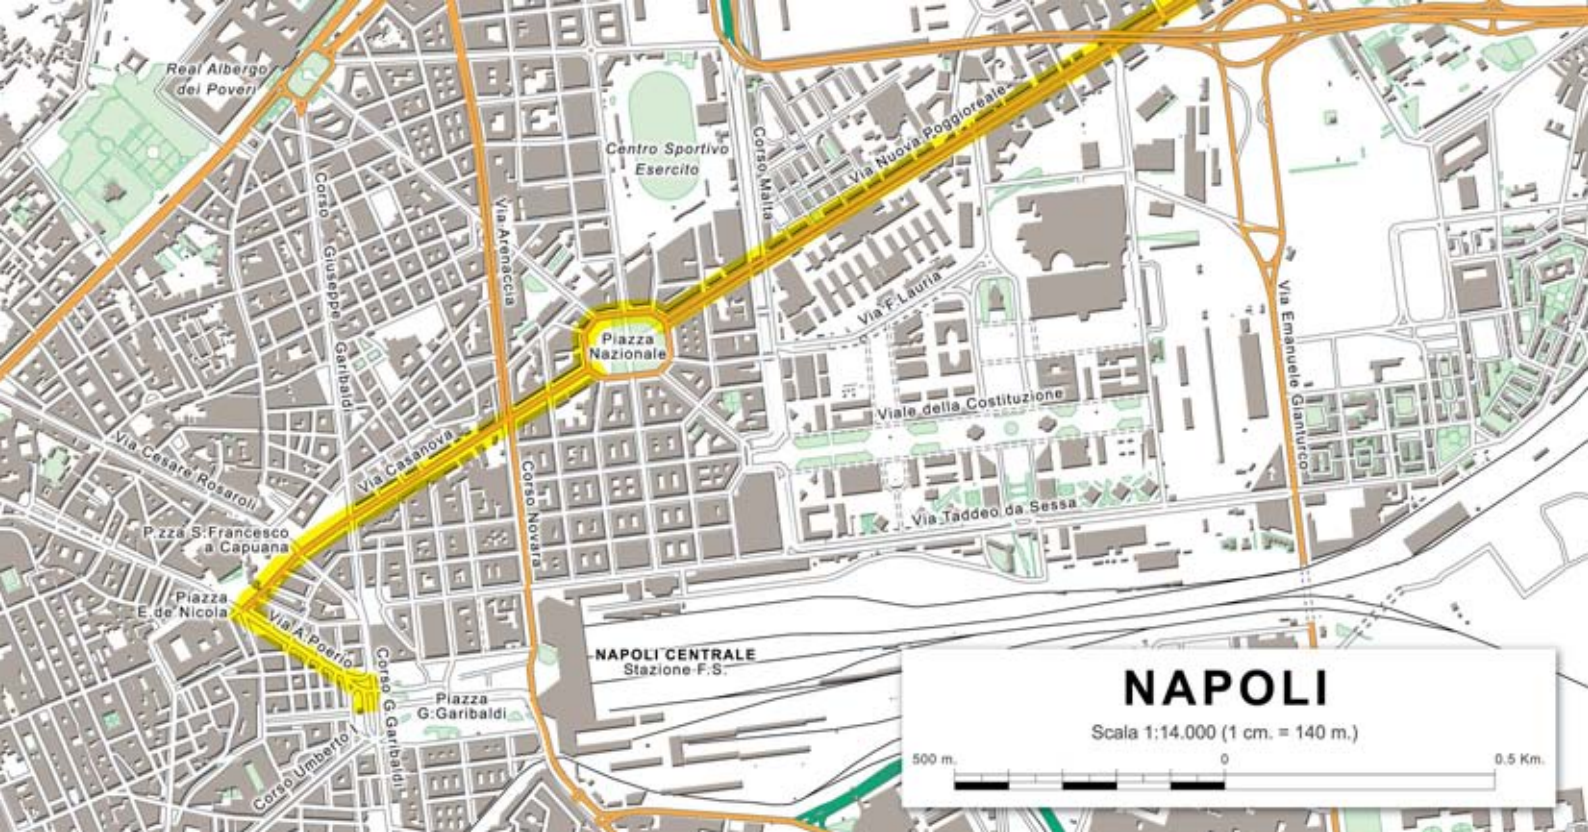 Real Albergo
dei Poveri
Centro Sportivo
Esercito
Corso Malta
Via Nuova Poggioreale
Corso Giuseppe Garibaldi
Via Arenaccia
Via F.Lauria
Piazza
Nazionale
Via Emanuele Gianturco
Viale della Costituzione
Via Casanova
Via Cesare Rosaroli
Corso Novara
Via Taddeo da Sessa
P.zza S.Francesco
a Capuana
Piazza
E.de Nicola
Via A.Poerio
Corso G.Garibaldi
NAPOLI CENTRALE
Stazione F.S.
Piazza
G.Garibaldi
Corso Umberto I
NAPOLI
Scala 1:14.000 (1 cm. = 140 m.)
500 m. 0 0.5 Km.